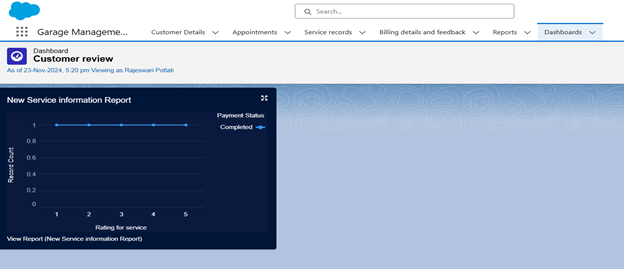 Search...
Garage Manageme...
Customer Details
Appointments
Service records
Billing details and feedback
Reports
Dashboards
Dashboard
Customer review
As of 23-Nov-2024, 5:20 pm Viewing as Rajeswari Potlati
New Service information Report
Payment Status
Completed
Record Count
1
0.8
0.6
0.4
0.2
0
1 2 3 4 5
Rating for service
View Report (New Service information Report)